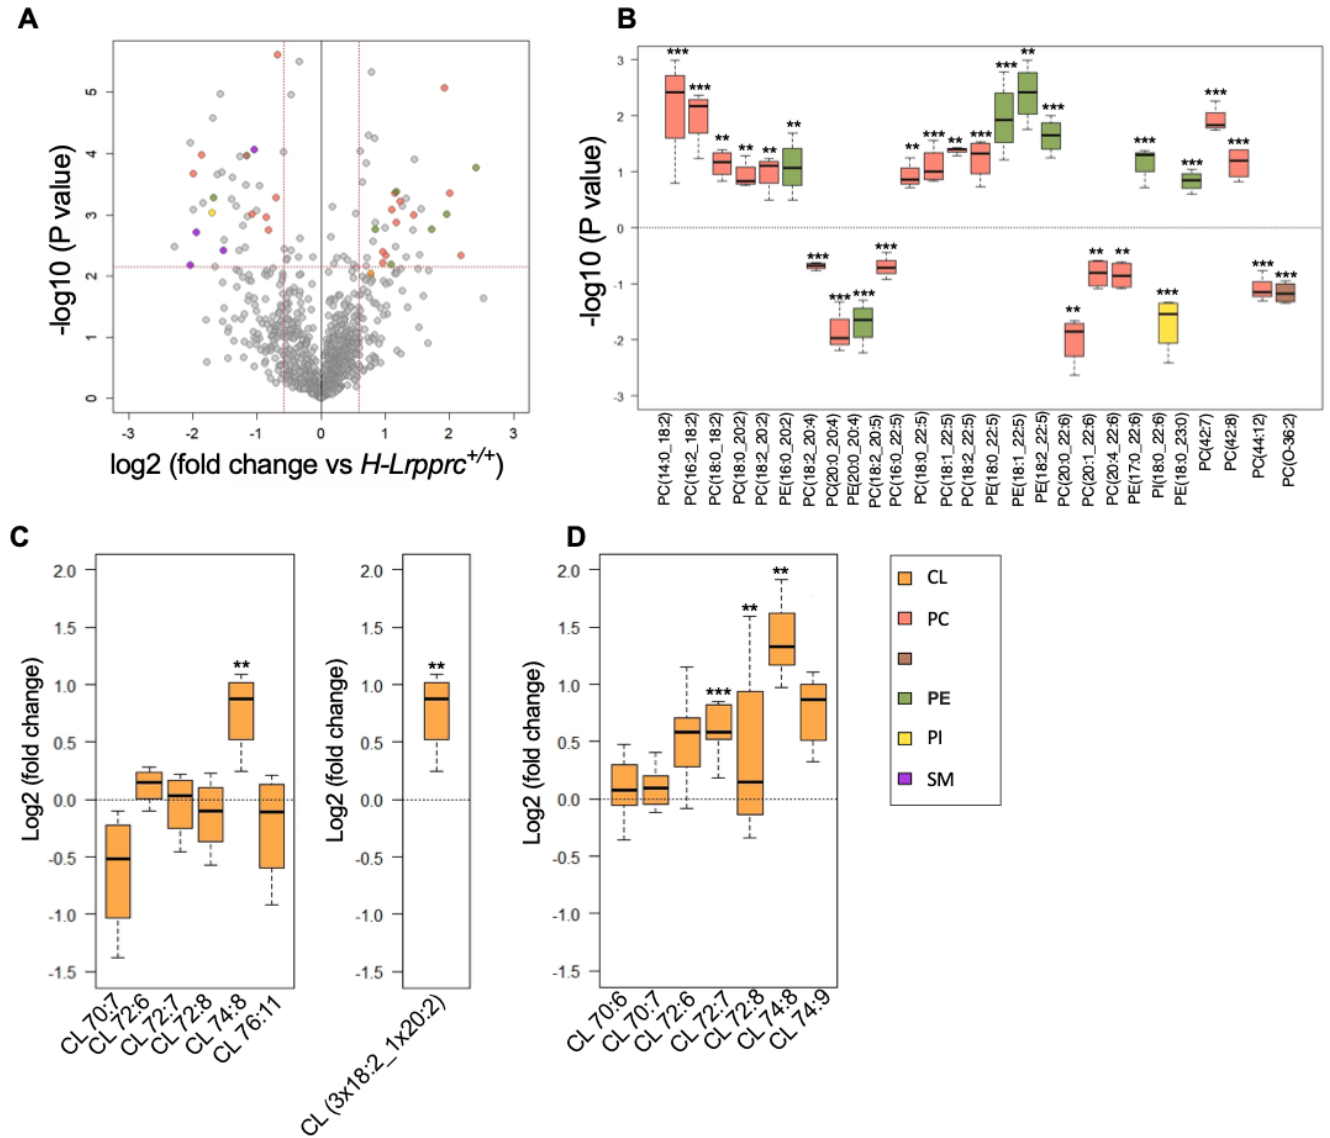 A
B
-log10 (P value)
5
4
3
2
1
0
-3
-2
-1
0
1
2
3
log2 (fold change vs H-Lrpprc+/+)
-log10 (P value)
3
2
1
0
-1
-2
-3
***
***
**
**
**
**
***
***
***
***
**
***
**
***
***
**
***
**
**
**
***
***
***
***
***
***
***
PC(14:0_18:2)
PC(16:2_18:2)
PC(18:0_18:2)
PC(18:0_20:2)
PC(18:2_20:2)
PE(16:0_20:2)
PC(18:2_20:4)
PC(20:0_20:4)
PE(20:0_20:4)
PC(18:2_20:5)
PC(16:0_22:5)
PC(18:0_22:5)
PC(18:1_22:5)
PC(18:2_22:5)
PE(18:0_22:5)
PE(18:1_22:5)
PE(18:2_22:5)
PC(20:0_22:6)
PC(20:1_22:6)
PC(20:4_22:6)
PE(17:0_22:6)
PI(18:0_22:6)
PE(18:0_23:0)
PC(42:7)
PC(42:8)
PC(44:12)
PC(O-36:2)
C
D
Log2 (fold change)
2.0
1.5
1.0
0.5
0.0
-0.5
-1.0
-1.5
**
CL 70:7
CL 72:6
CL 72:7
CL 72:8
CL 74:8
CL 76:11
Log2 (fold change)
2.0
1.5
1.0
0.5
0.0
-0.5
-1.0
-1.5
**
CL (3x18:2_1x20:2)
Log2 (fold change)
2.0
1.5
1.0
0.5
0.0
-0.5
-1.0
-1.5
***
**
**
CL 70:6
CL 70:7
CL 72:6
CL 72:7
CL 72:8
CL 74:8
CL 74:9
CL
PC
PE
PI
SM